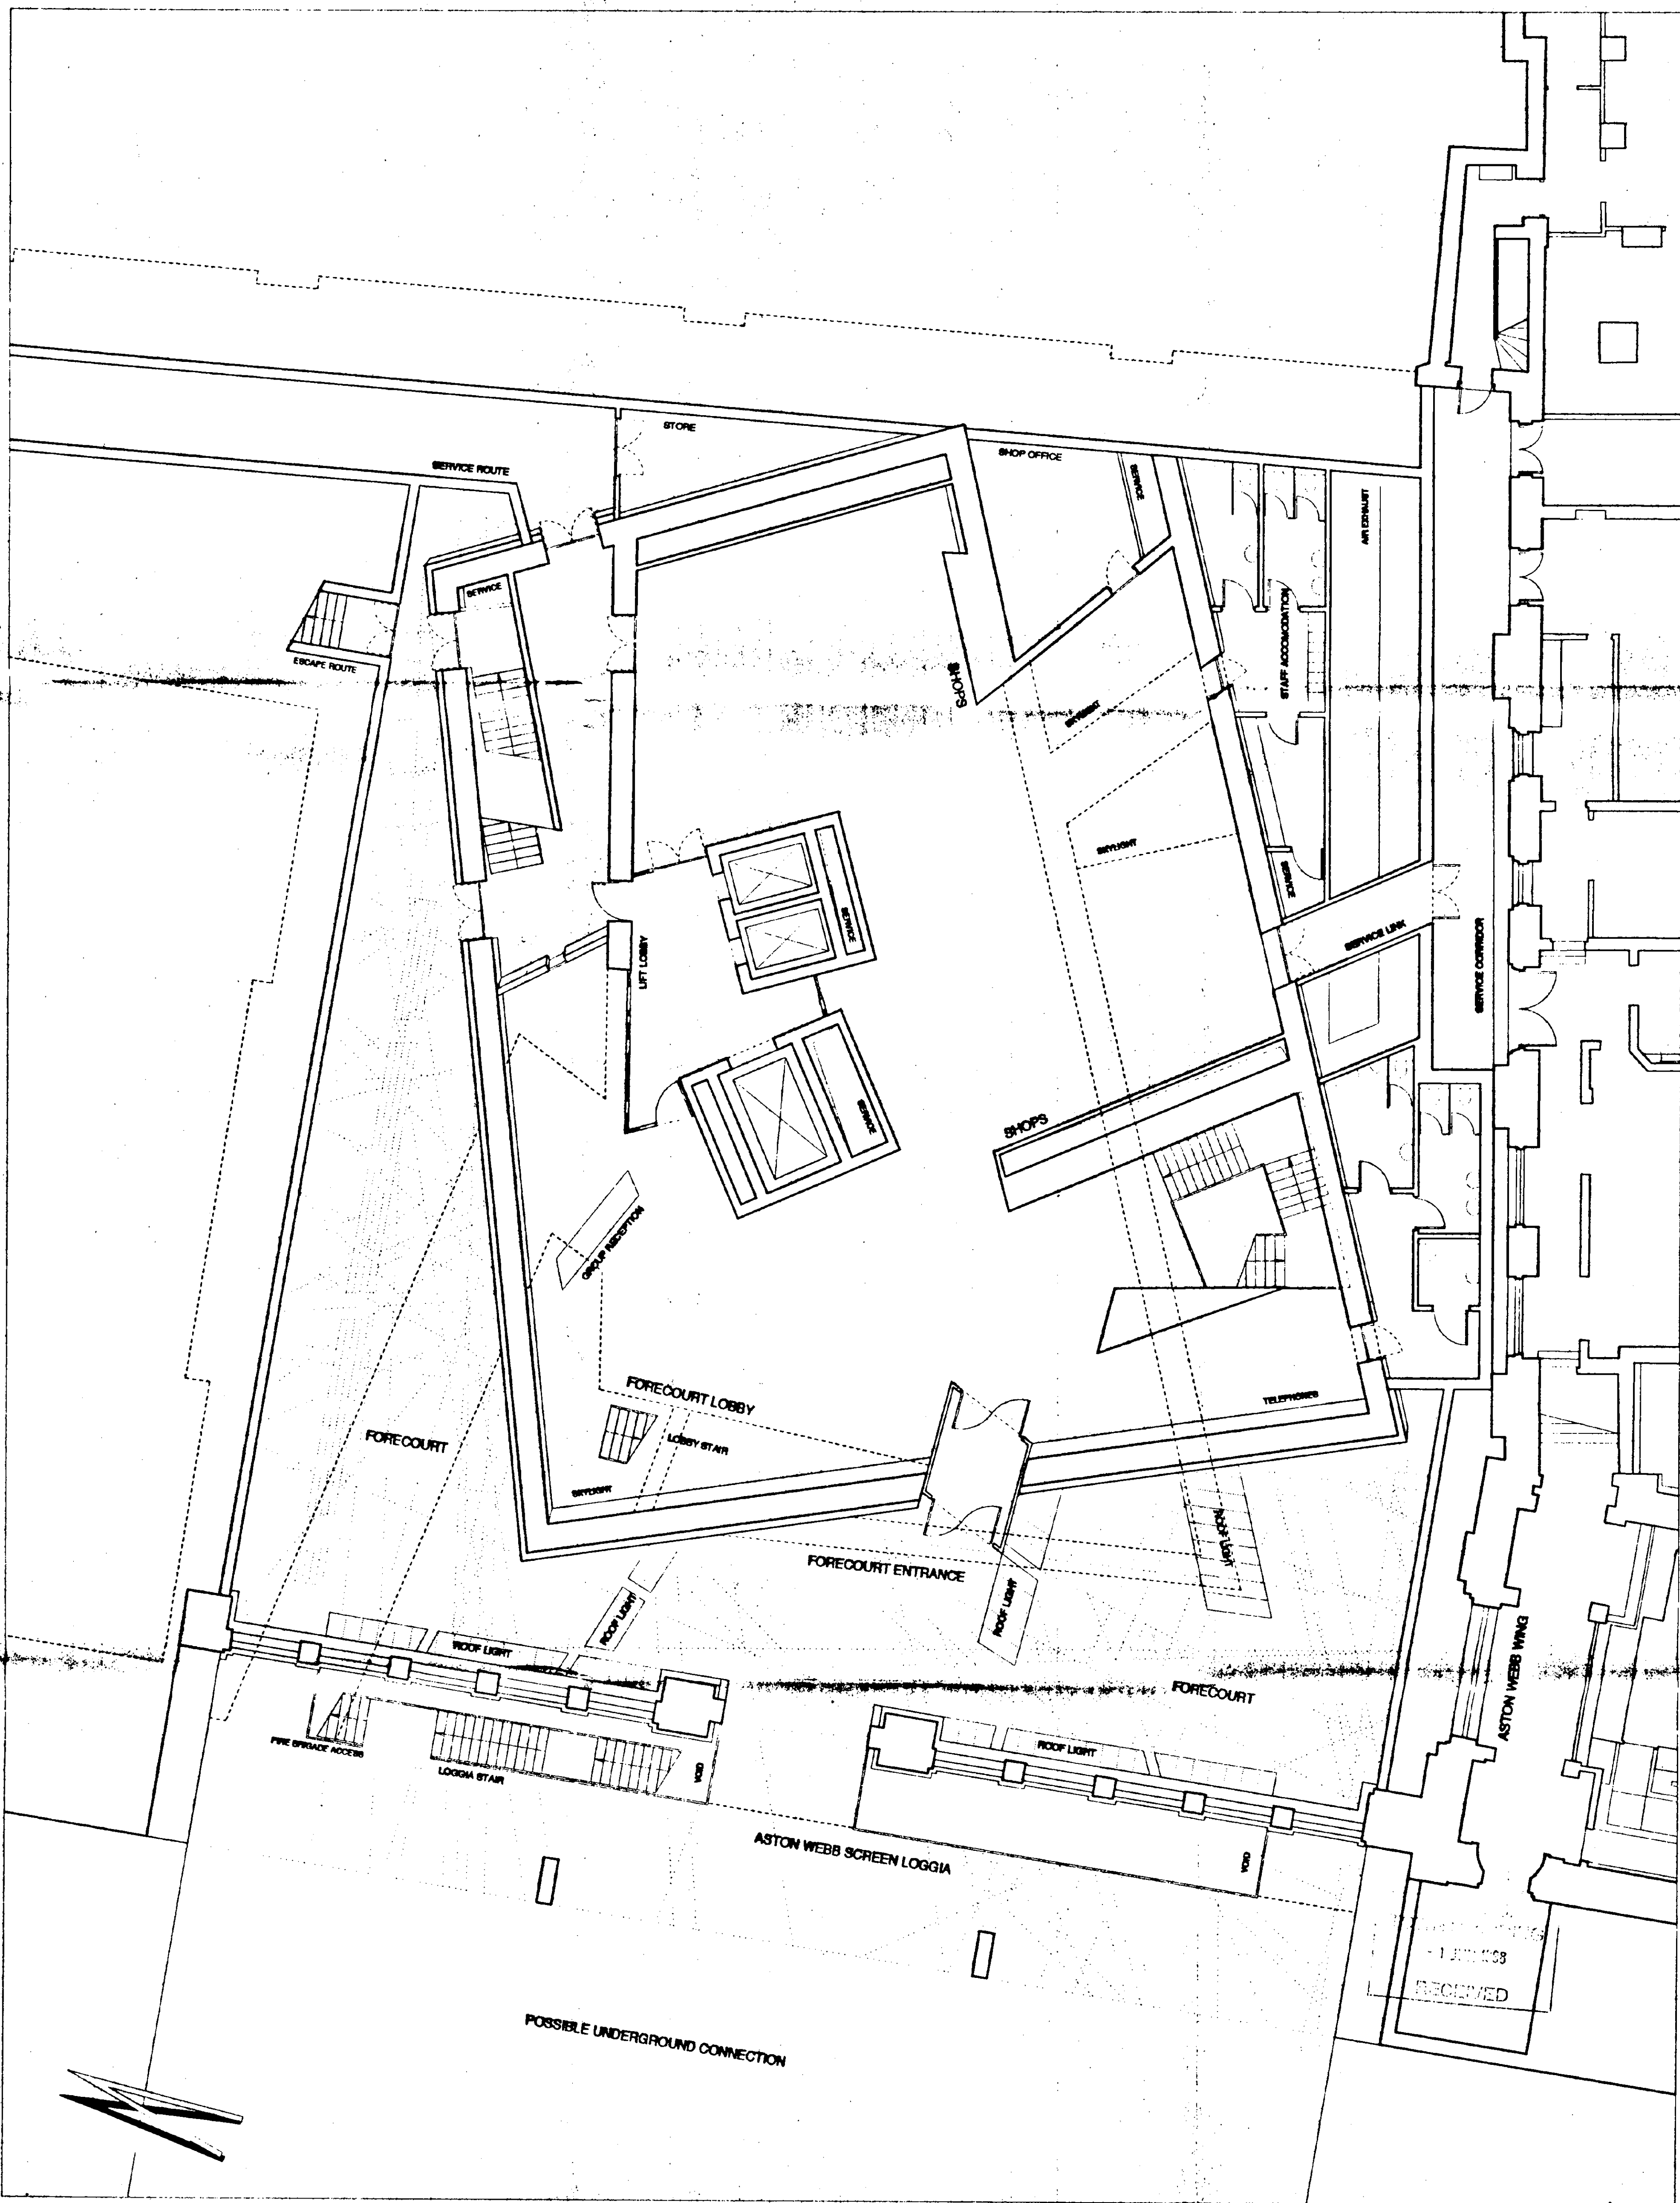 STORE
SHOP OFFICE
SERVICE ROUTE
SERVICE
AIR EXHAUST
SERVICE
STAFF ACCOMODATION
ESCAPE ROUTE
SHOPS
SKYLIGHT
SKYLIGHT
SERVICE
SERVICE
LIFT LOBBY
SERVICE LINK
SERVICE CORRIDOR
SERVICE
SHOPS
GROUP RECEPTION
FORECOURT LOBBY
TELEPHONES
FORECOURT
LOBBY STAIR
SKYLIGHT
ROOF LIGHT
FORECOURT ENTRANCE
ROOF LIGHT
ROOF LIGHT
ROOF LIGHT
ASTON WEBB WING
FORECOURT
FIRE BRIGADE ACCESS
LOGGIA STAIR
VOID
ROOF LIGHT
ASTON WEBB SCREEN LOGGIA
VOID
RECEIVED
POSSIBLE UNDERGROUND CONNECTION